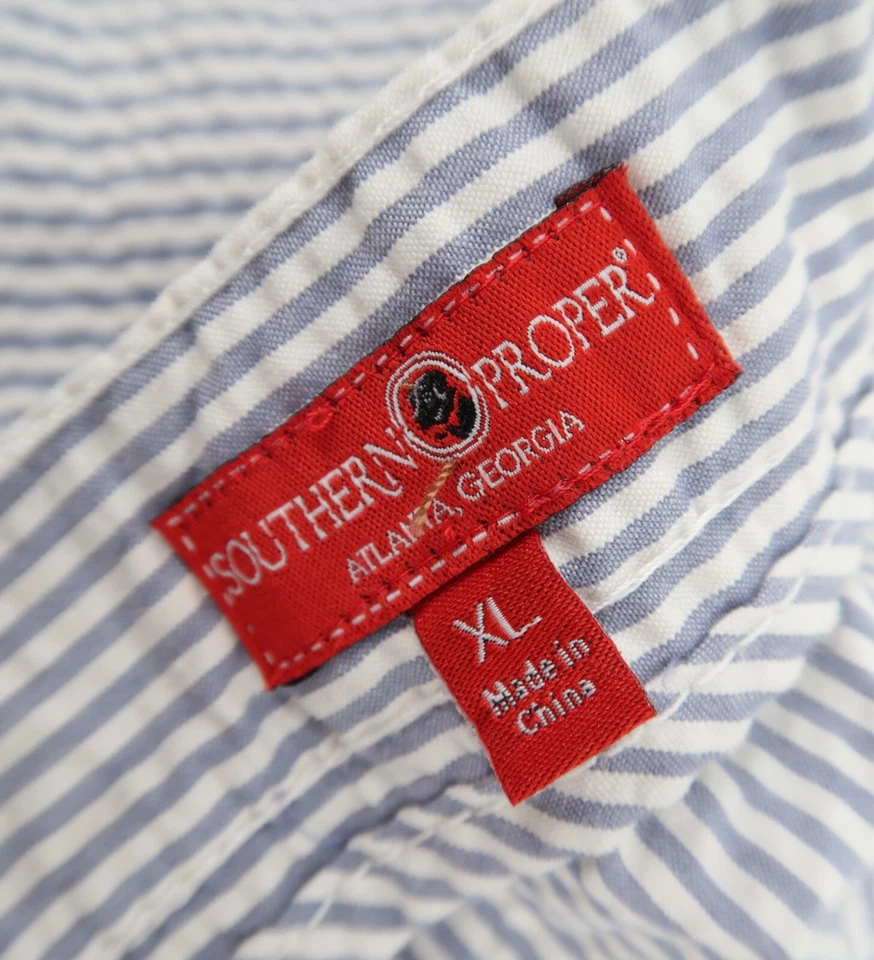 SOUTHERN PROPER®
ATLANTA, GEORGIA
XL
Made in
China